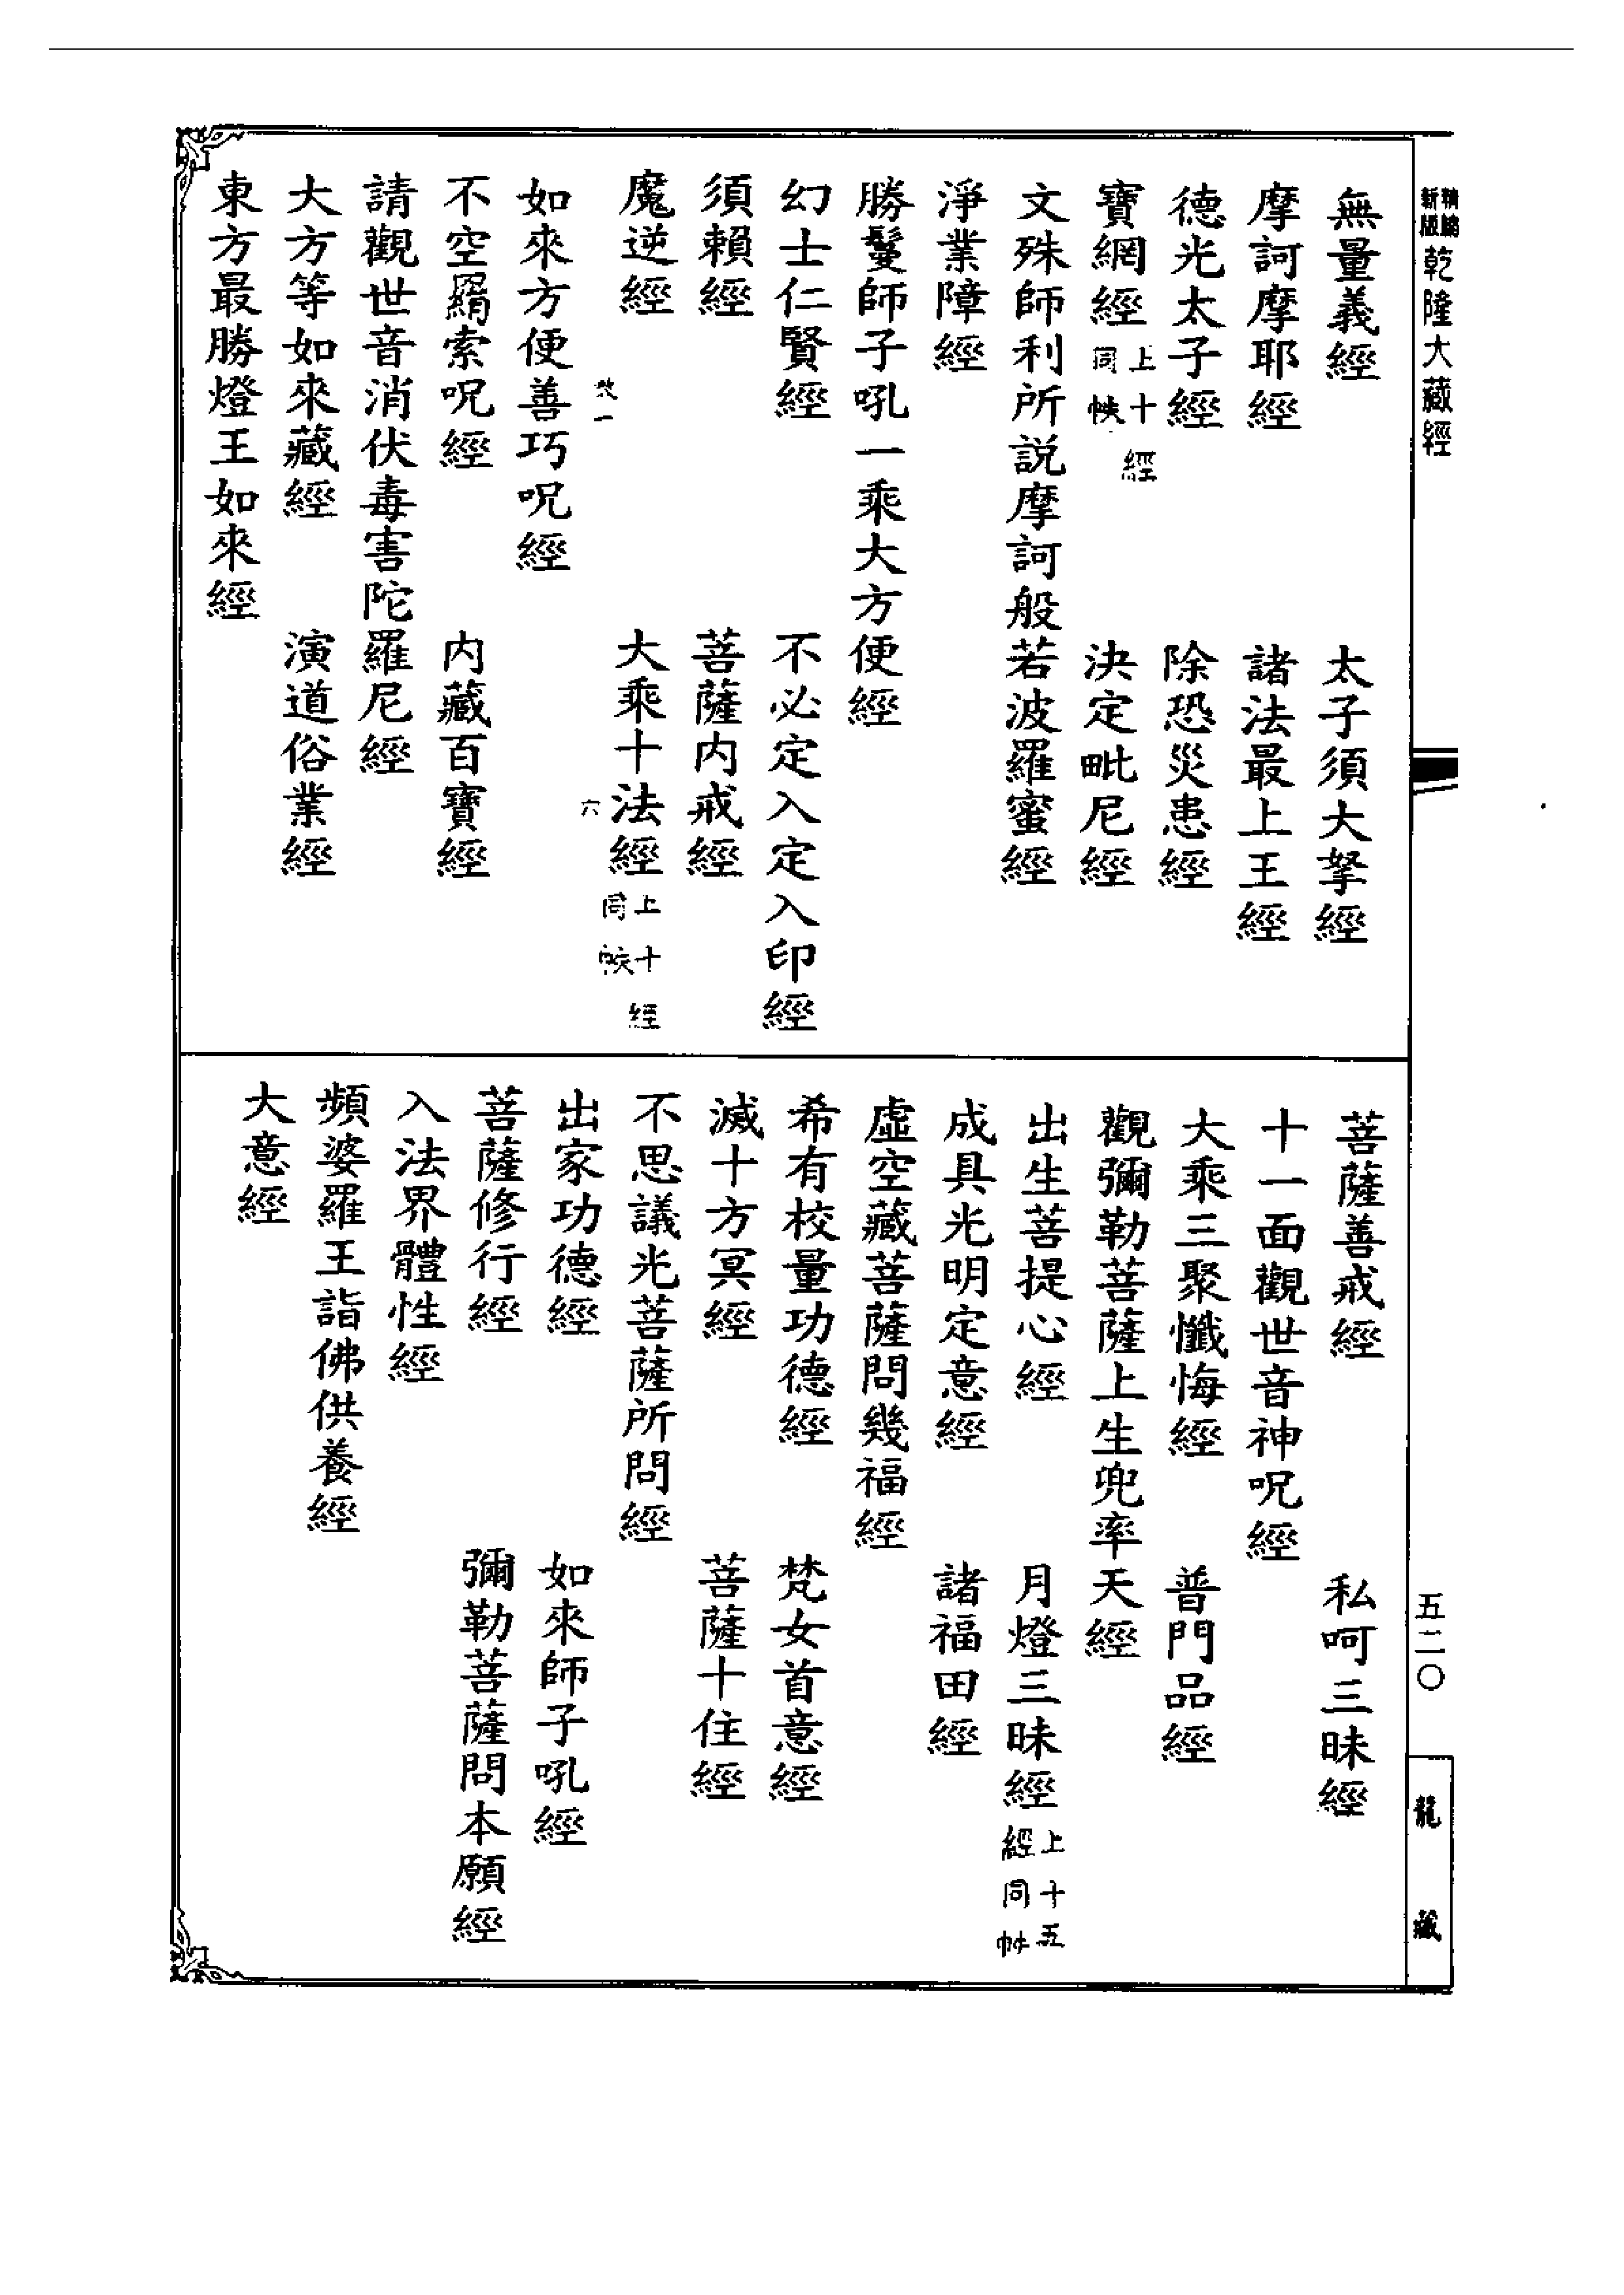 新版乾隆大藏經
無量義經　太子須大拏經
摩訶摩耶經　諸法最上王經
德光太子經　除恐災患經
寶網經上十經同帙　決定毗尼經
文殊師利所說摩訶般若波羅蜜經
淨業障經
勝鬘師子吼一乘大方便經
幻士仁賢經　不必定入定入印經
須賴經　菩薩内戒經
魔逆經　大乘十法經上十經同帙
六
如來方便善巧呪經
不空羂索呪經　内藏百寶經
請觀世音消伏毒害陀羅尼經
大方等如來藏經　演道俗業經
東方最勝燈王如來經
菩薩善戒經　私呵三昧經
十一面觀世音神呪經
大乘三聚懺悔經　普門品經
觀彌勒菩薩上生兜率天經
出生菩提心經　月燈三昧經上十五經同帙
成具光明定意經　諸福田經
虛空藏菩薩問幾福經
希有校量功德經　梵女首意經
滅十方冥經　菩薩十住經
不思議光菩薩所問經
出家功德經　如來師子吼經
菩薩修行經　彌勒菩薩問本願經
入法界體性經
頻婆羅王詣佛供養經
大意經
五二〇
龍藏